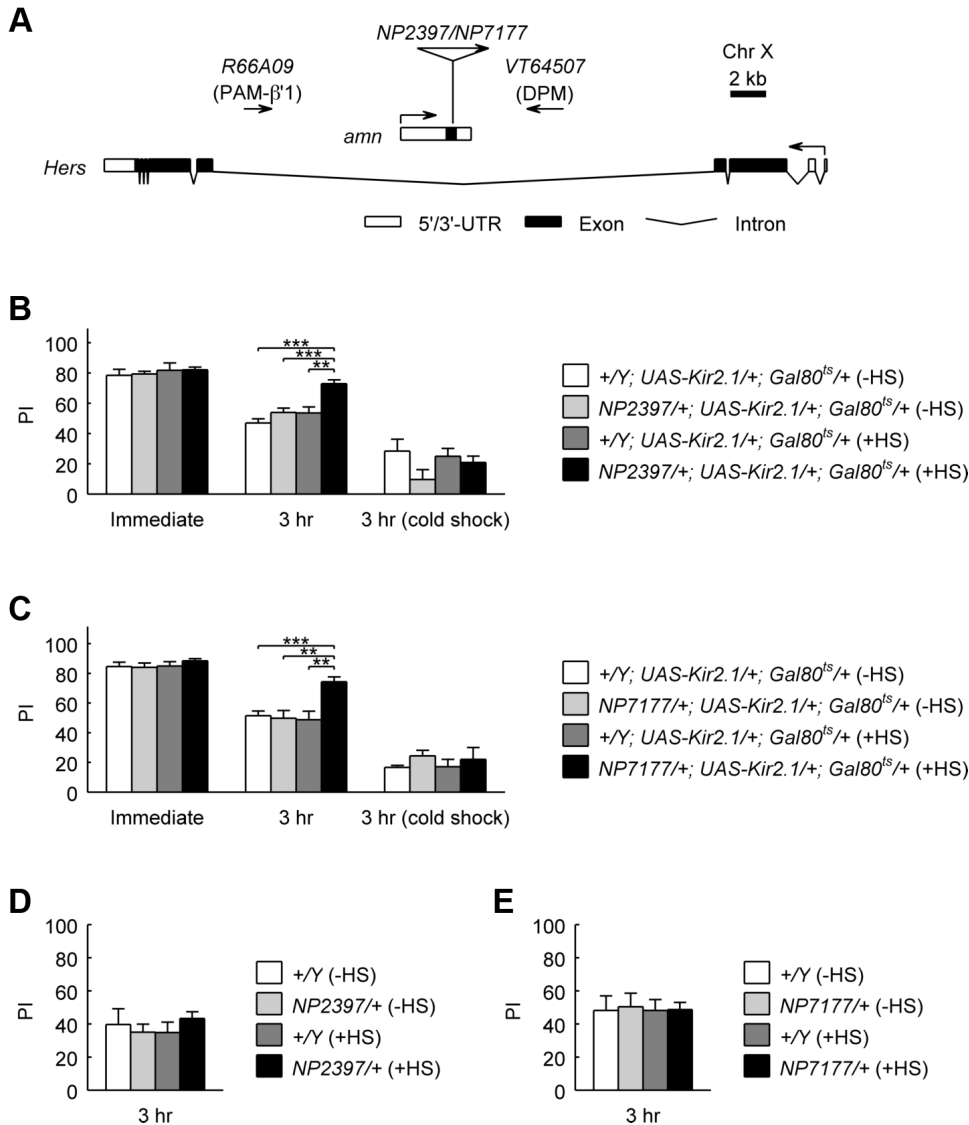 A
NP2397/NP7177
R66A09
(PAM-β'1)
VT64507
(DPM)
Chr X
2 kb
amn
Hers
5'/3'-UTR
Exon
Intron
B
PI
100
80
60
40
20
0
***
***
**
Immediate
3 hr
3 hr (cold shock)
+/Y; UAS-Kir2.1/+; Gal80ts/+ (-HS)
NP2397/+; UAS-Kir2.1/+; Gal80ts/+ (-HS)
+/Y; UAS-Kir2.1/+; Gal80ts/+ (+HS)
NP2397/+; UAS-Kir2.1/+; Gal80ts/+ (+HS)
C
PI
100
80
60
40
20
0
***
**
**
Immediate
3 hr
3 hr (cold shock)
+/Y; UAS-Kir2.1/+; Gal80ts/+ (-HS)
NP7177/+; UAS-Kir2.1/+; Gal80ts/+ (-HS)
+/Y; UAS-Kir2.1/+; Gal80ts/+ (+HS)
NP7177/+; UAS-Kir2.1/+; Gal80ts/+ (+HS)
D
PI
100
80
60
40
20
0
3 hr
+/Y (-HS)
NP2397/+ (-HS)
+/Y (+HS)
NP2397/+ (+HS)
E
PI
100
80
60
40
20
0
3 hr
+/Y (-HS)
NP7177/+ (-HS)
+/Y (+HS)
NP7177/+ (+HS)